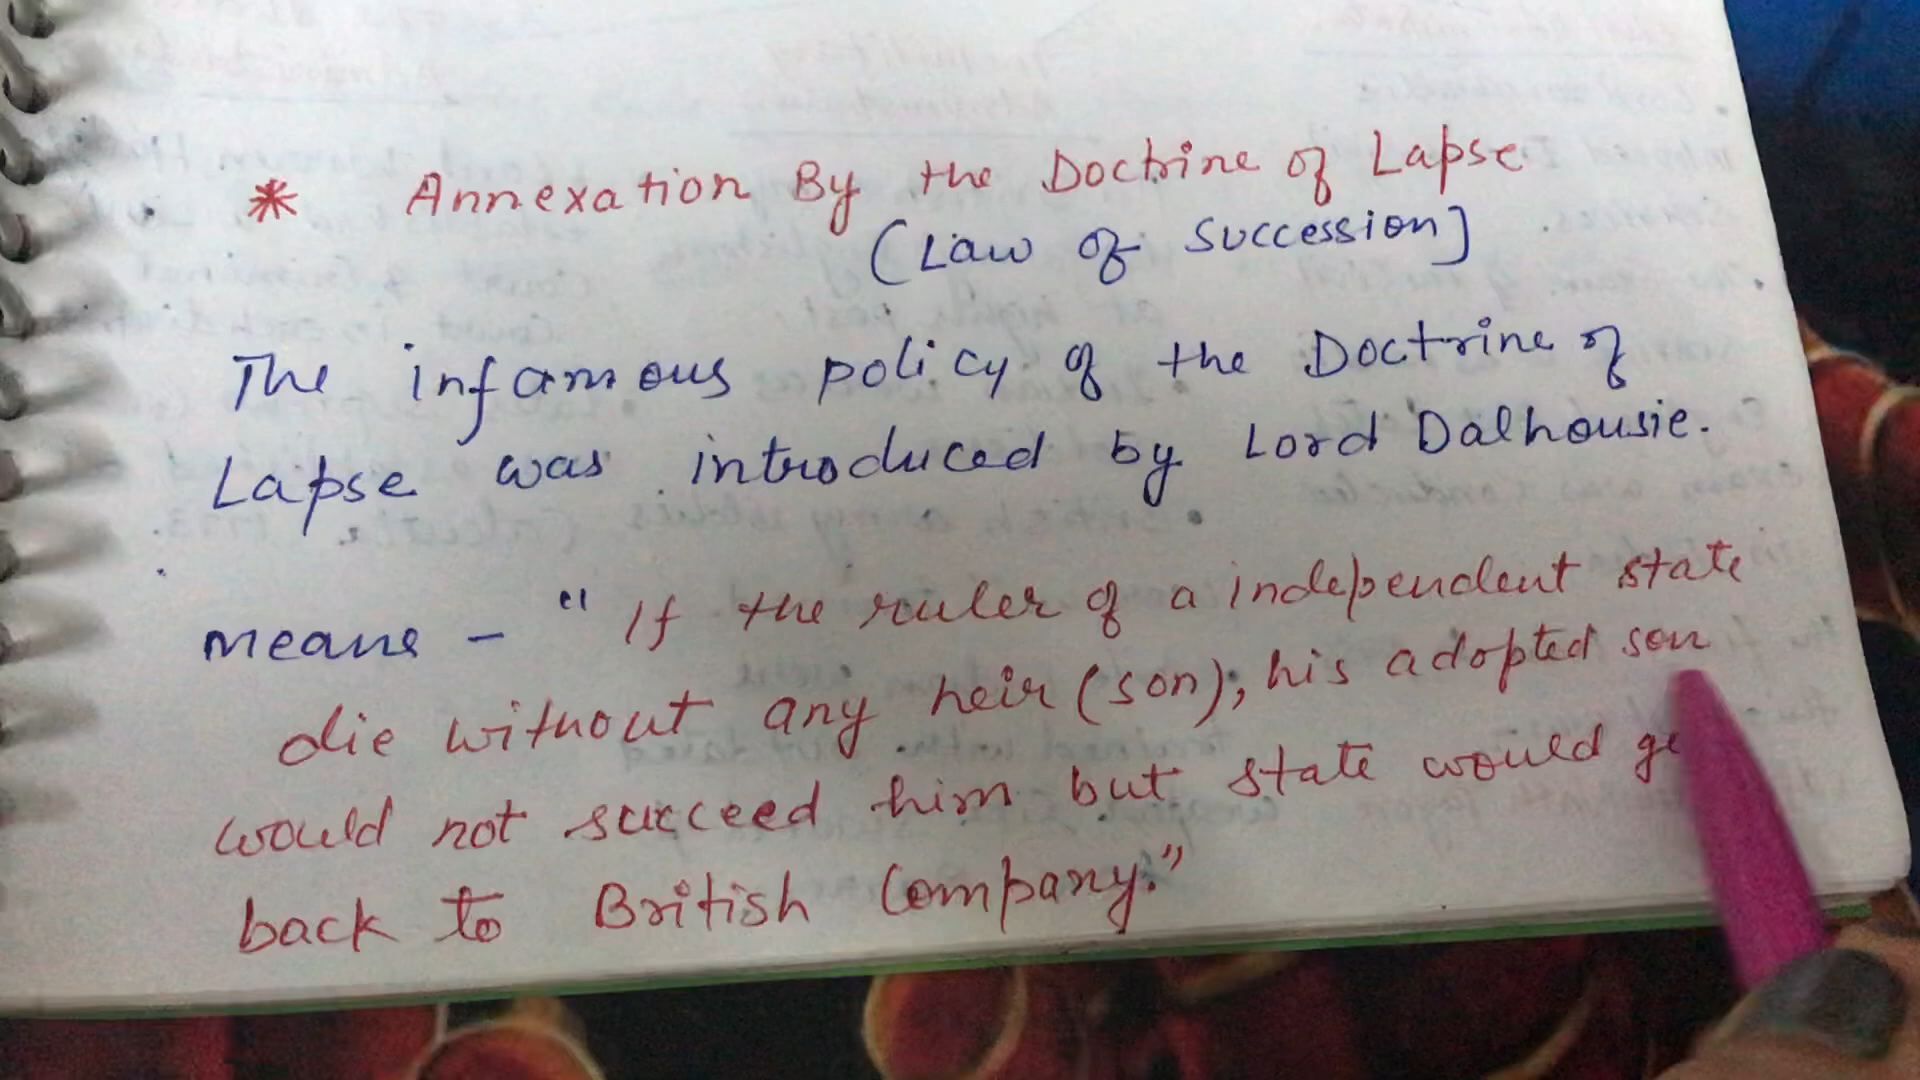 * Annexation By the Doctrine of Lapse
(Law of Succession]
The infamous policy of the Doctrine of
Lapse was introduced by Lord Dalhousie.
means - "If the ruler of a independent state
die without any heir (son); his adopted son
would not succeed him but state would
back to British Company."